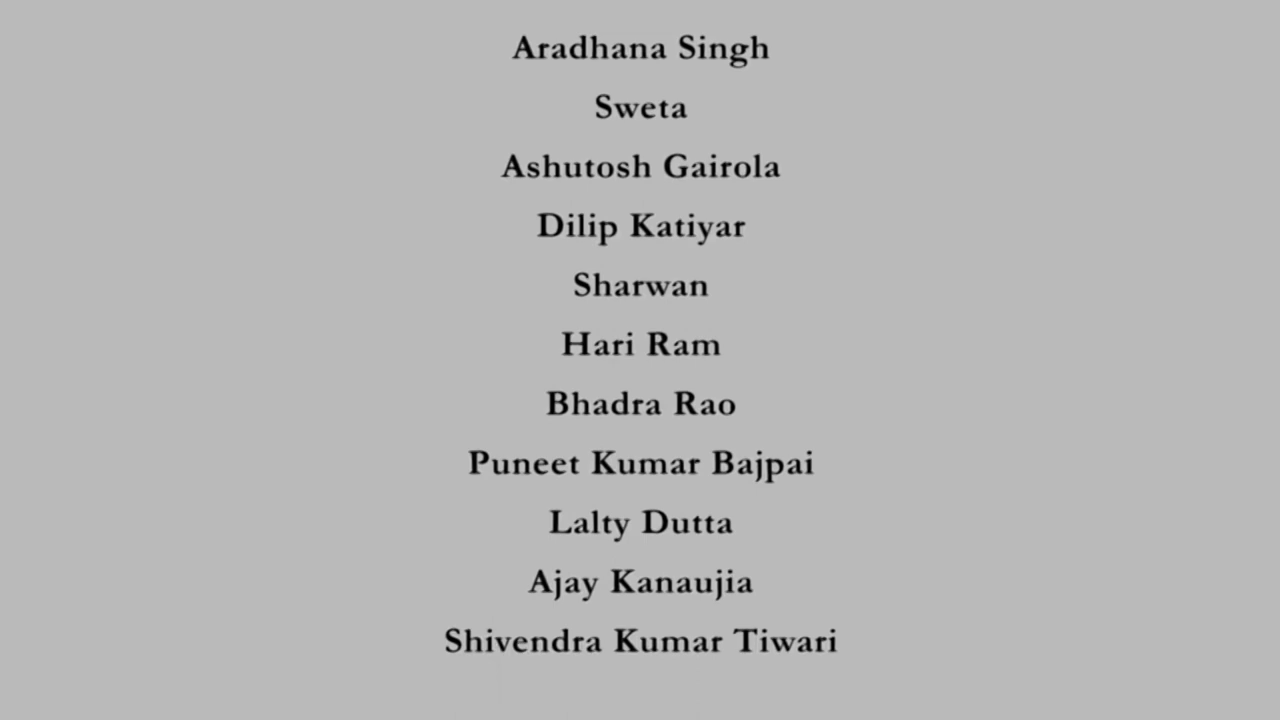 Aradhana Singh
Sweta
Ashutosh Gairola
Dilip Katiyar
Sharwan
Hari Ram
Bhadra Rao
Puneet Kumar Bajpai
Lalty Dutta
Ajay Kanaujia
Shivendra Kumar Tiwari